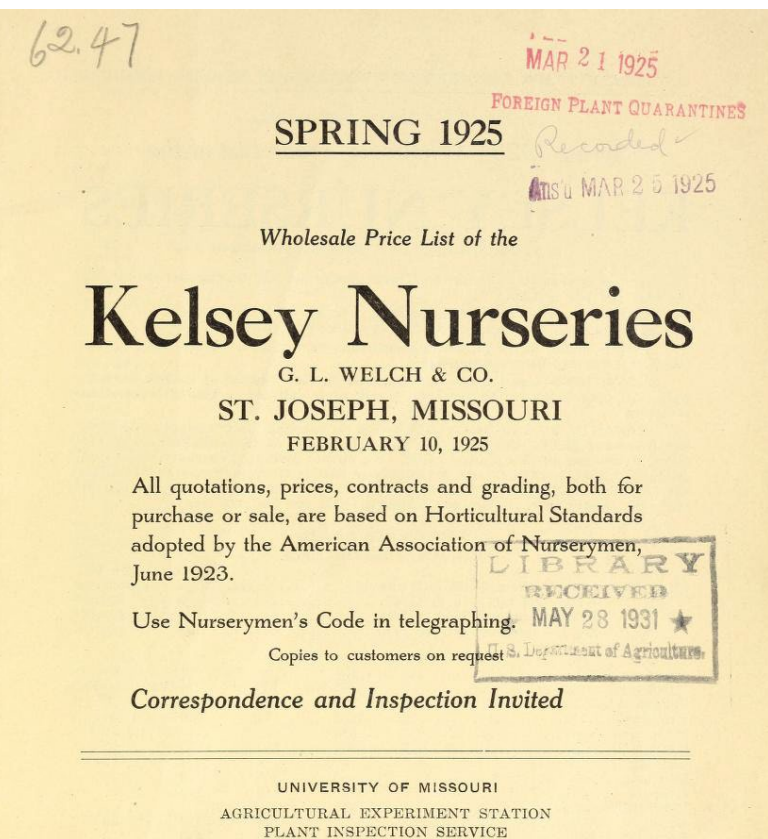 62.47
MAR 21 1925
FOREIGN PLANT QUARANTINES
SPRING 1925
Recorded
Ans'd MAR 25 1925
Wholesale Price List of the
Kelsey Nurseries
G. L. WELCH & CO.
ST. JOSEPH, MISSOURI
FEBRUARY 10, 1925
All quotations, prices, contracts and grading, both for
purchase or sale, are based on Horticultural Standards
adopted by the American Association of Nurserymen,
June 1923.
LIBRARY
RECEIVED
★ MAY 28 1931 ★
U. S. Department of Agriculture.
Use Nurserymen's Code in telegraphing.
Copies to customers on request
Correspondence and Inspection Invited
UNIVERSITY OF MISSOURI
AGRICULTURAL EXPERIMENT STATION
PLANT INSPECTION SERVICE